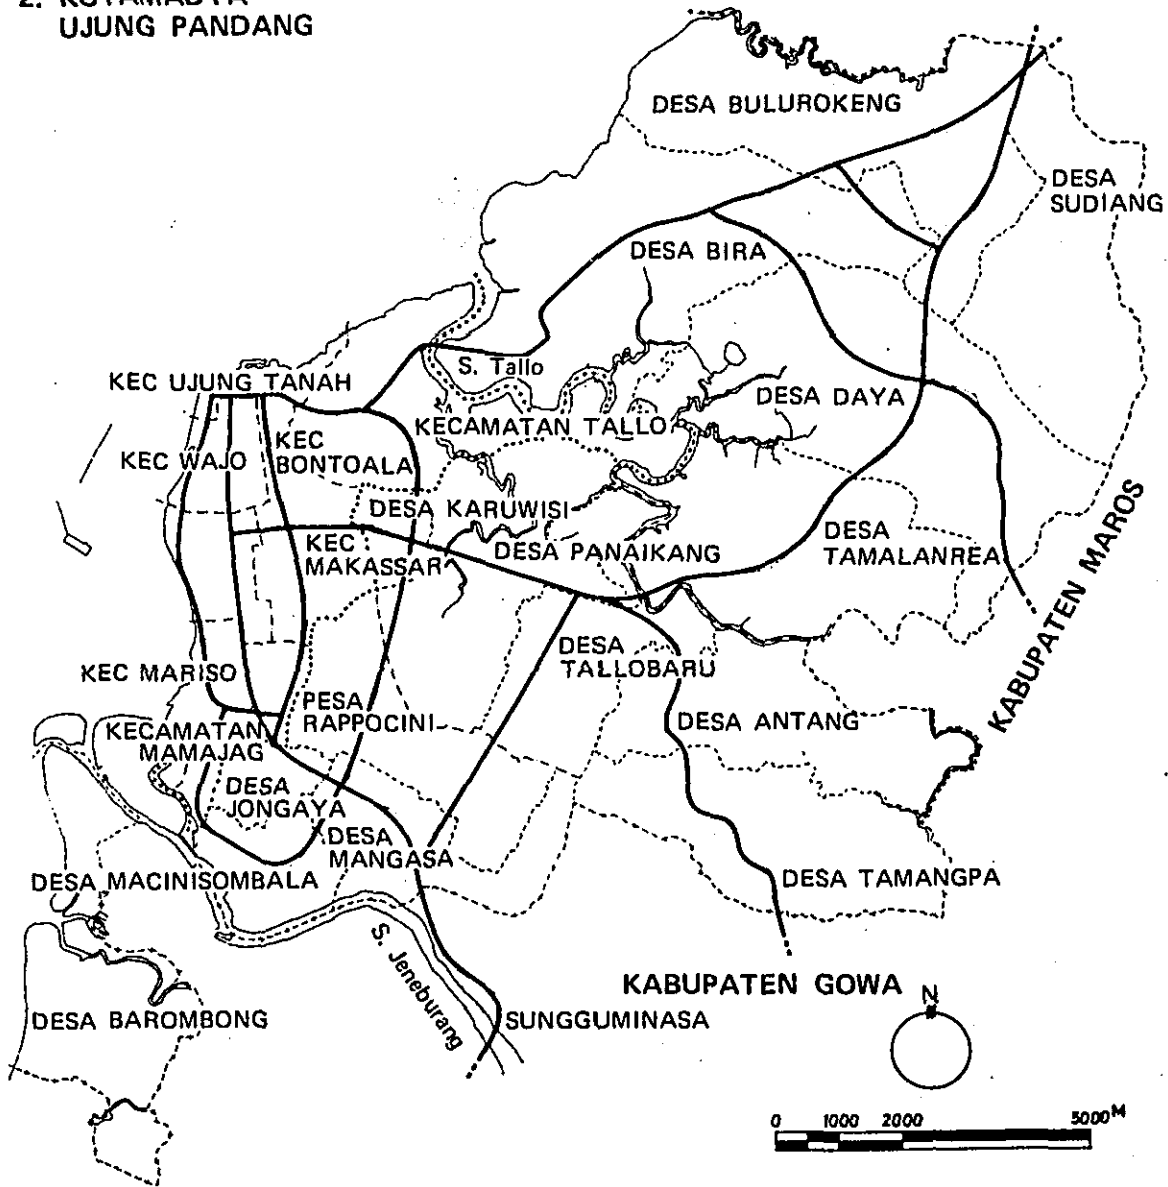 2. KOTAMADYA
UJUNG PANDANG
DESA BULUROKENG
DESA
SUDIANG
DESA BIRA
S. Tallo
KEC UJUNG TANAH
DESA DAYA
KECAMATAN TALLO
KEC
BONTOALA
KEC WAJO
DESA KARUWISI
KEC
MAKASSAR
DESA PANAIKANG
DESA
TAMALANREA
KABUPATEN MAROS
DESA
TALLOBARU
KEC MARISO
PESA
RAPPOCINI
DESA ANTANG
KECAMATAN
MAMAJAG
DESA
JONGAYA
DESA
MANGASA
DESA MACINISOMBALA
DESA TAMANGPA
S. Jeneburang
KABUPATEN GOWA
N
DESA BAROMBONG
SUNGGUMINASA
0 1000 2000 5000M